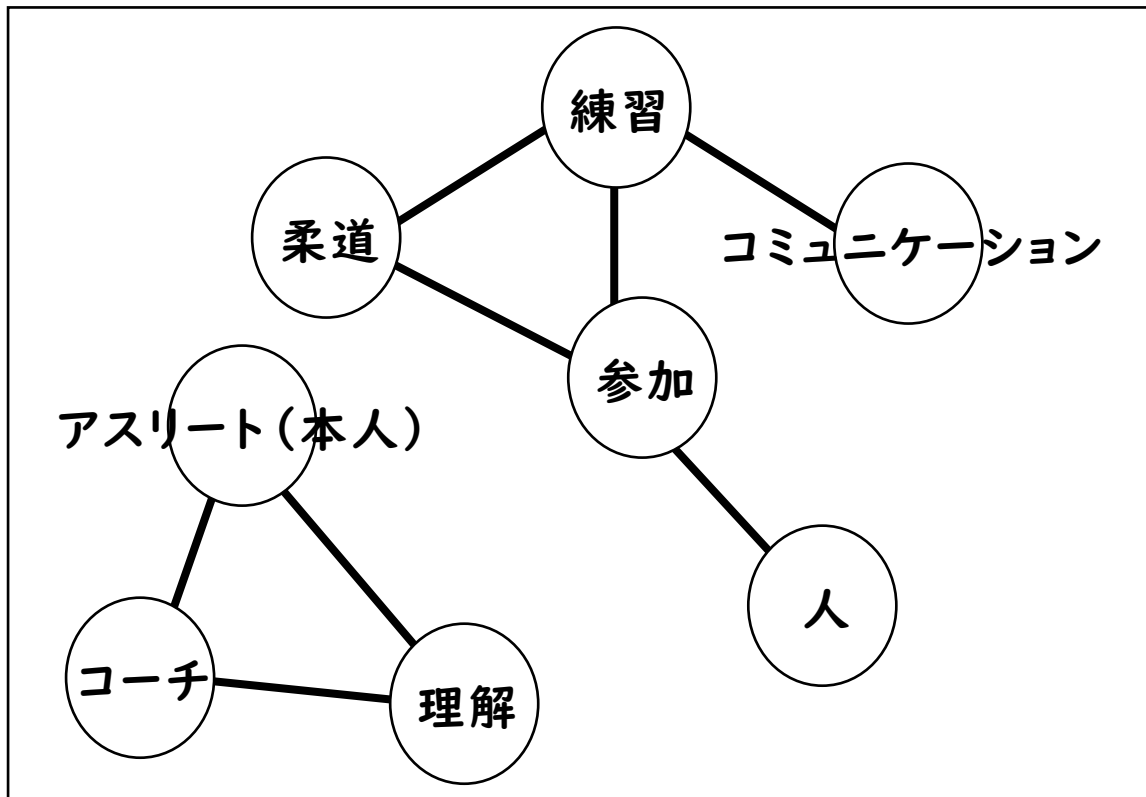 練習
柔道
コミュニケーション
参加
アスリート(本人)
人
コーチ
理解